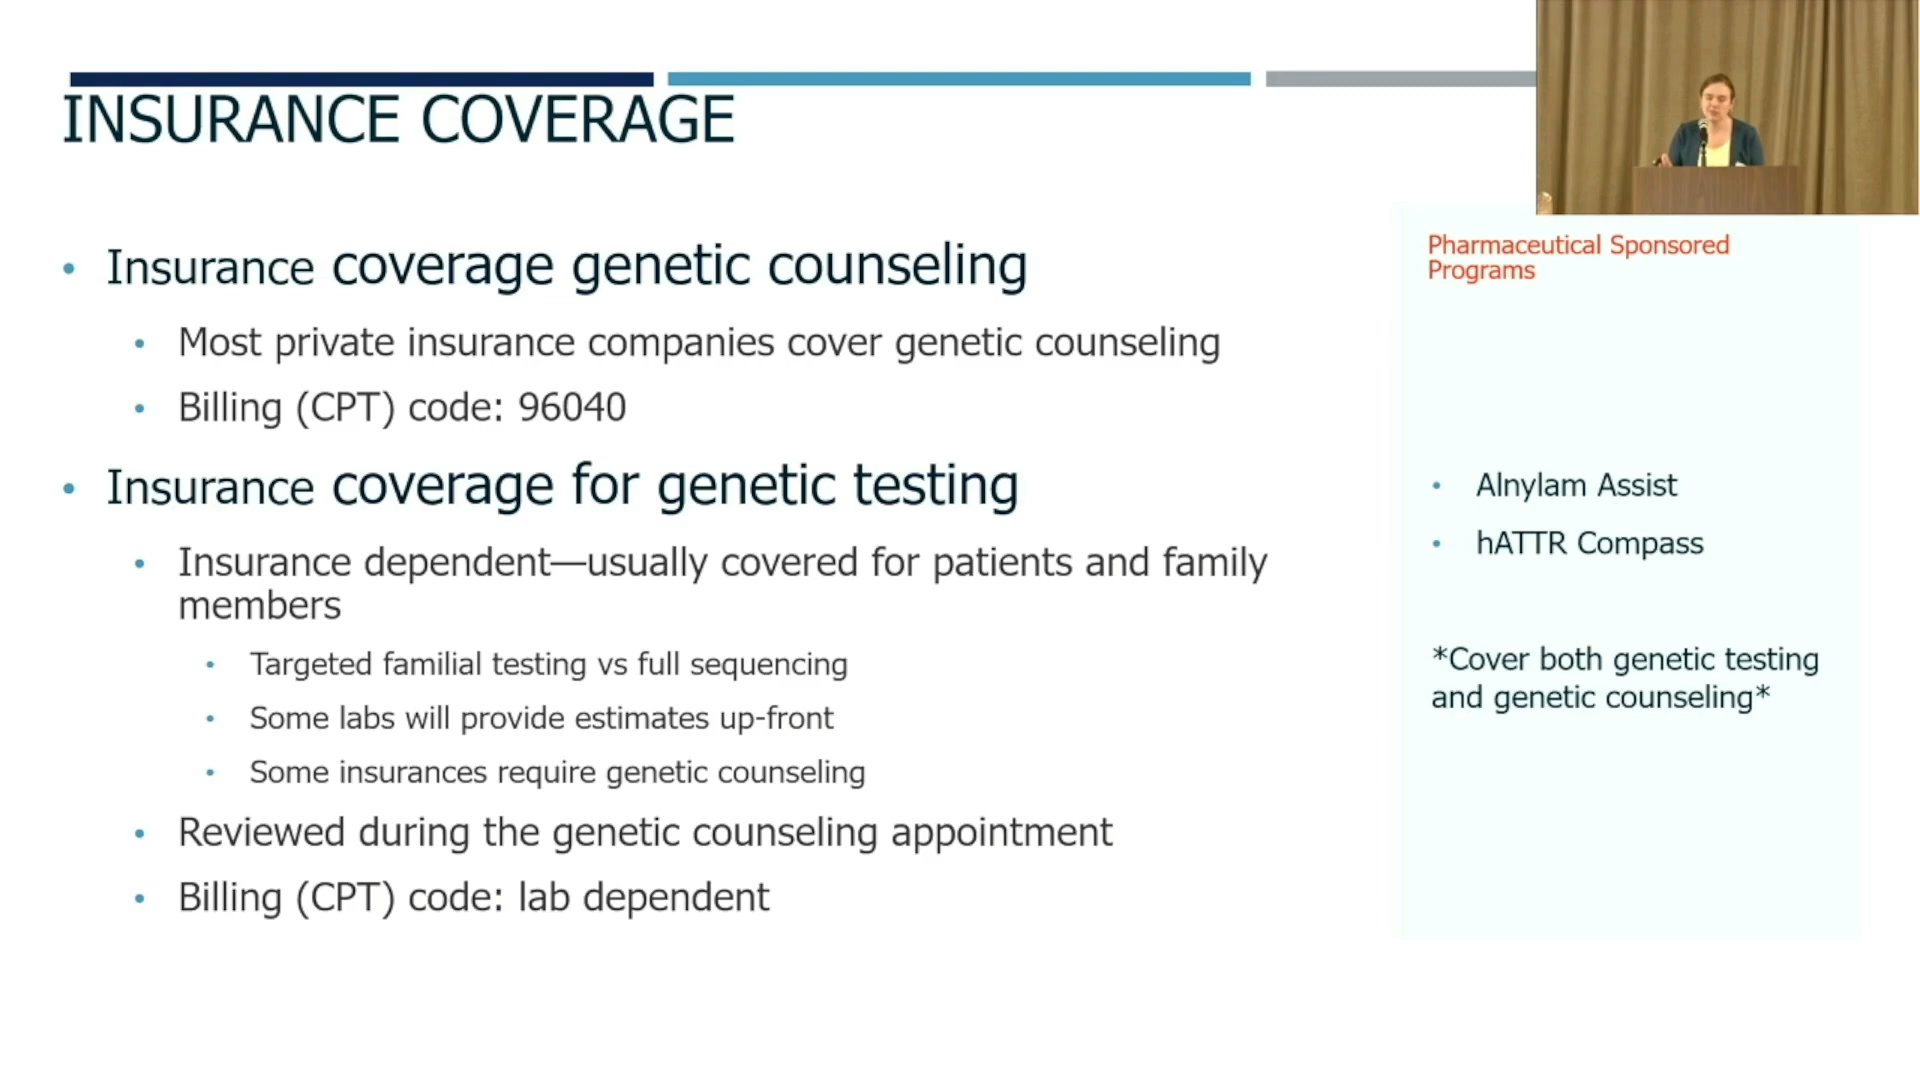 INSURANCE COVERAGE
• Insurance coverage genetic counseling
• Most private insurance companies cover genetic counseling
• Billing (CPT) code: 96040
• Insurance coverage for genetic testing
• Insurance dependent—usually covered for patients and family
members
• Targeted familial testing vs full sequencing
• Some labs will provide estimates up-front
• Some insurances require genetic counseling
• Reviewed during the genetic counseling appointment
• Billing (CPT) code: lab dependent
Pharmaceutical Sponsored
Programs
• Alnylam Assist
• hATTR Compass
*Cover both genetic testing
and genetic counseling*